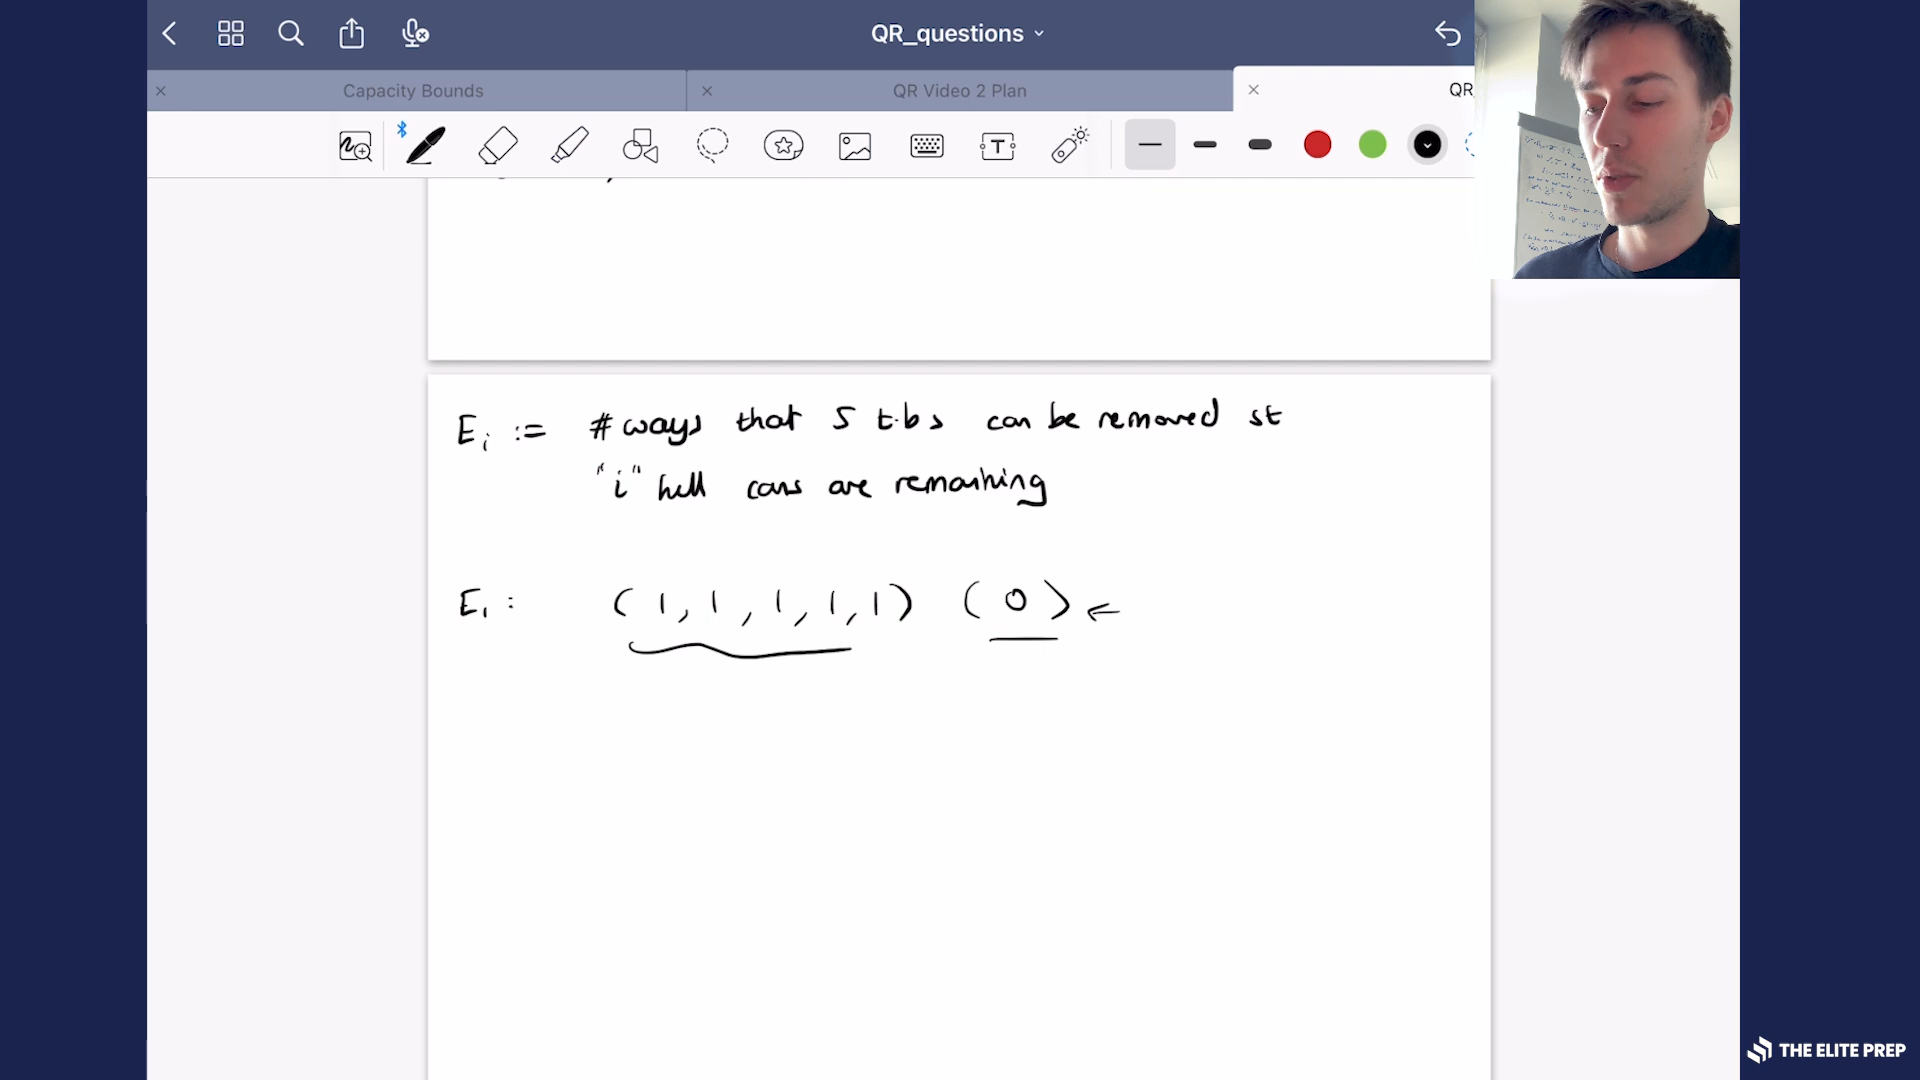 QR_questions
Capacity Bounds
QR Video 2 Plan
QR
T
Ei := # ways that 5 t.b s can be removed st
"i" full cans are remaining
E1 : (1, 1, 1, 1, 1) (0) ←
THE ELITE PREP